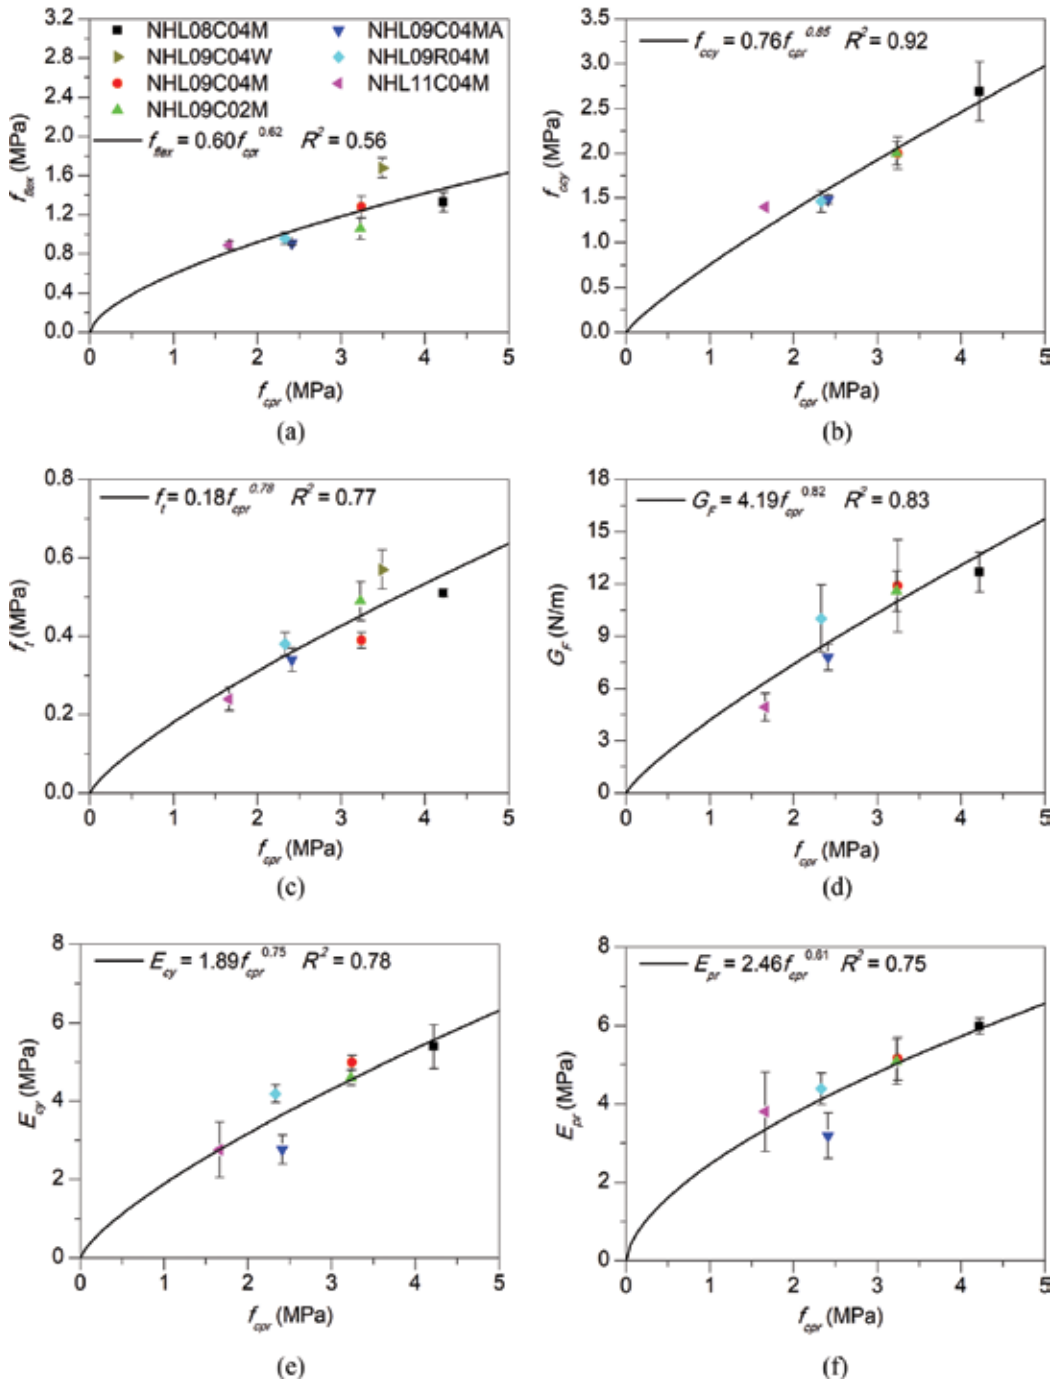 3.2
2.8
2.4
2.0
1.6
1.2
0.8
0.4
0.0
f_flex (MPa)
NHL08C04M
NHL09C04W
NHL09C04M
NHL09C02M
NHL09C04MA
NHL09R04M
NHL11C04M
f_flex = 0.60f_cpr^0.62 R^2 = 0.56
0 1 2 3 4 5
f_cpr (MPa)
(a)
3.5
3.0
2.5
2.0
1.5
1.0
0.5
0.0
f_ccy (MPa)
f_ccy = 0.76f_cpr^0.85 R^2 = 0.92
0 1 2 3 4 5
f_cpr (MPa)
(b)
0.8
0.6
0.4
0.2
0.0
f_t (MPa)
f_t = 0.18f_cpr^0.78 R^2 = 0.77
0 1 2 3 4 5
f_cpr (MPa)
(c)
18
15
12
9
6
3
0
G_F (N/m)
G_F = 4.19f_cpr^0.82 R^2 = 0.83
0 1 2 3 4 5
f_cpr (MPa)
(d)
8
6
4
2
0
E_cy (MPa)
E_cy = 1.89f_cpr^0.75 R^2 = 0.78
0 1 2 3 4 5
f_cpr (MPa)
(e)
8
6
4
2
0
E_pr (MPa)
E_pr = 2.46f_cpr^0.61 R^2 = 0.75
0 1 2 3 4 5
f_cpr (MPa)
(f)